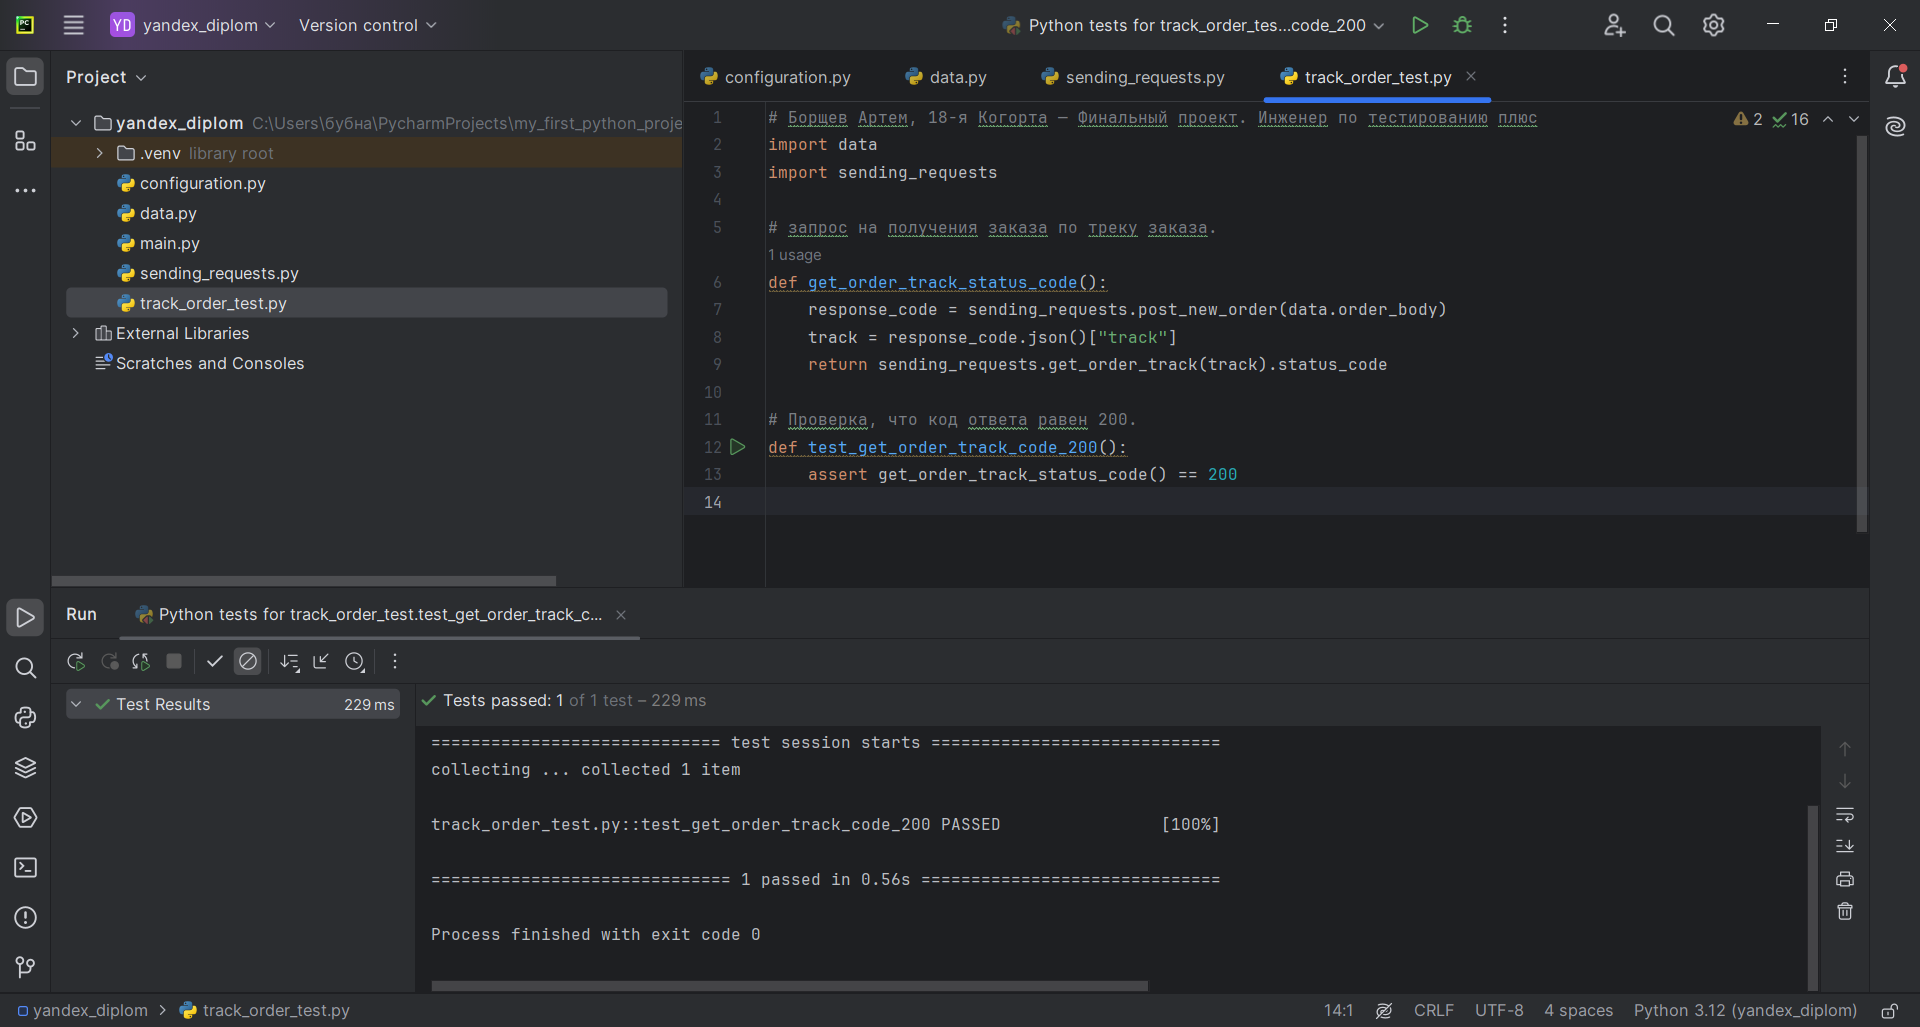 PC
YD yandex_diplom
Version control
Python tests for track_order_tes...code_200
Project
yandex_diplom C:\Users\бубна\PycharmProjects\my_first_python_proje
.venv library root
configuration.py
data.py
main.py
sending_requests.py
track_order_test.py
External Libraries
Scratches and Consoles
configuration.py
data.py
sending_requests.py
track_order_test.py
2 16
1 # Борщев Артем, 18-я Когорта — Финальный проект. Инженер по тестированию плюс
2 import data
3 import sending_requests
4
5 # запрос на получения заказа по треку заказа.
1 usage
6 def get_order_track_status_code():
7 response_code = sending_requests.post_new_order(data.order_body)
8 track = response_code.json()["track"]
9 return sending_requests.get_order_track(track).status_code
10
11 # Проверка, что код ответа равен 200.
12 def test_get_order_track_code_200():
13 assert get_order_track_status_code() == 200
14
Run
Python tests for track_order_test.test_get_order_track_c...
Test Results 229 ms
Tests passed: 1 of 1 test – 229 ms
============================= test session starts =============================
collecting ... collected 1 item
track_order_test.py::test_get_order_track_code_200 PASSED [100%]
============================== 1 passed in 0.56s ==============================
Process finished with exit code 0
yandex_diplom
track_order_test.py
14:1
CRLF
UTF-8
4 spaces
Python 3.12 (yandex_diplom)